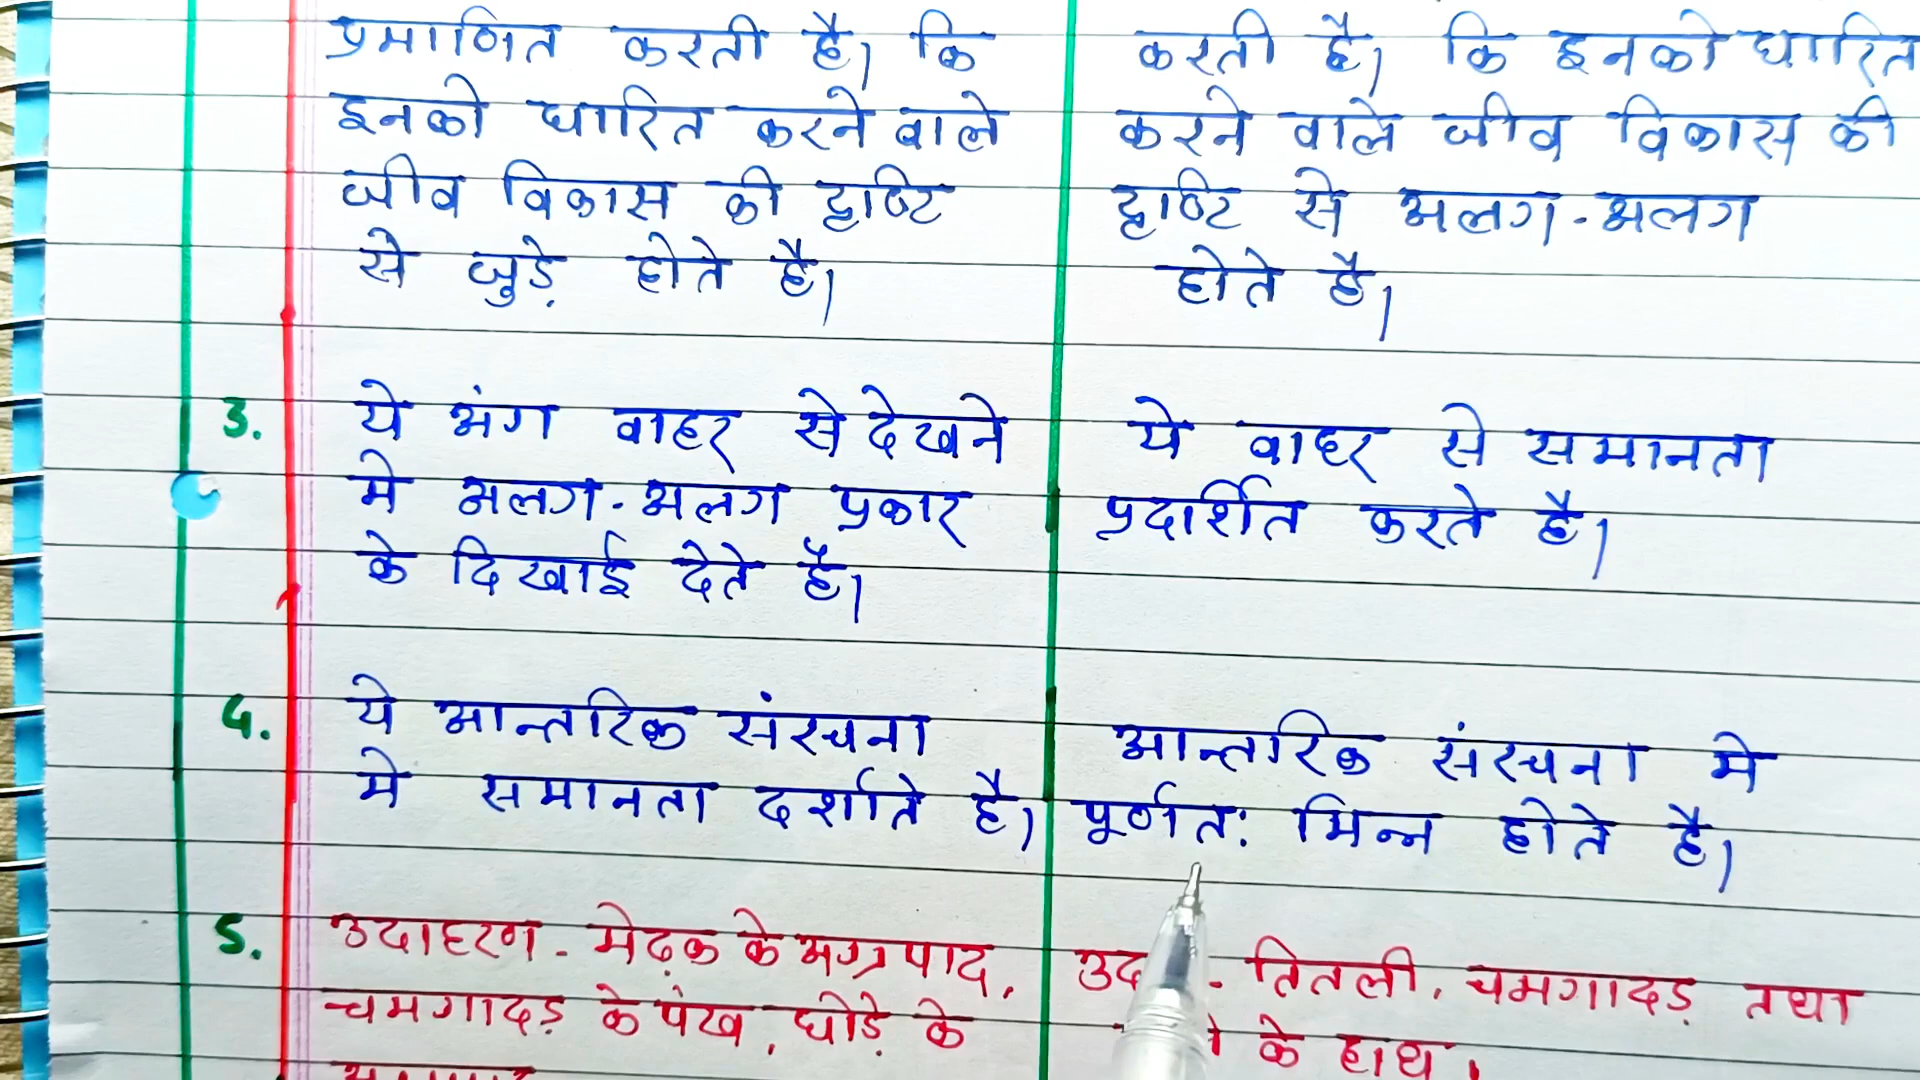 प्रमाणित करती है। कि
इनको धारित करने वाले
जीव विकास की दृष्टि
से जुड़े होते है।
करती है। कि इनको धारित
करने वाले जीव विकास की
दृष्टि से अलग-अलग
होते है।
3.
ये अंग वाहर से देखने
मे अलग-अलग प्रकार
के दिखाई देते है।
ये वाहर से समानता
प्रदार्शित करते है।
4.
ये आन्तरिक संरचना
मे समानता दर्शाते है।
आन्तरिक संरचना मे
पूर्णत: भिन्न होते है।
5.
उदाहरण - मेढ़क के अग्र पाद,
चमगादड़ के पंख, घोड़े के
तितली, चमगादड़ तथा
के हाथ।